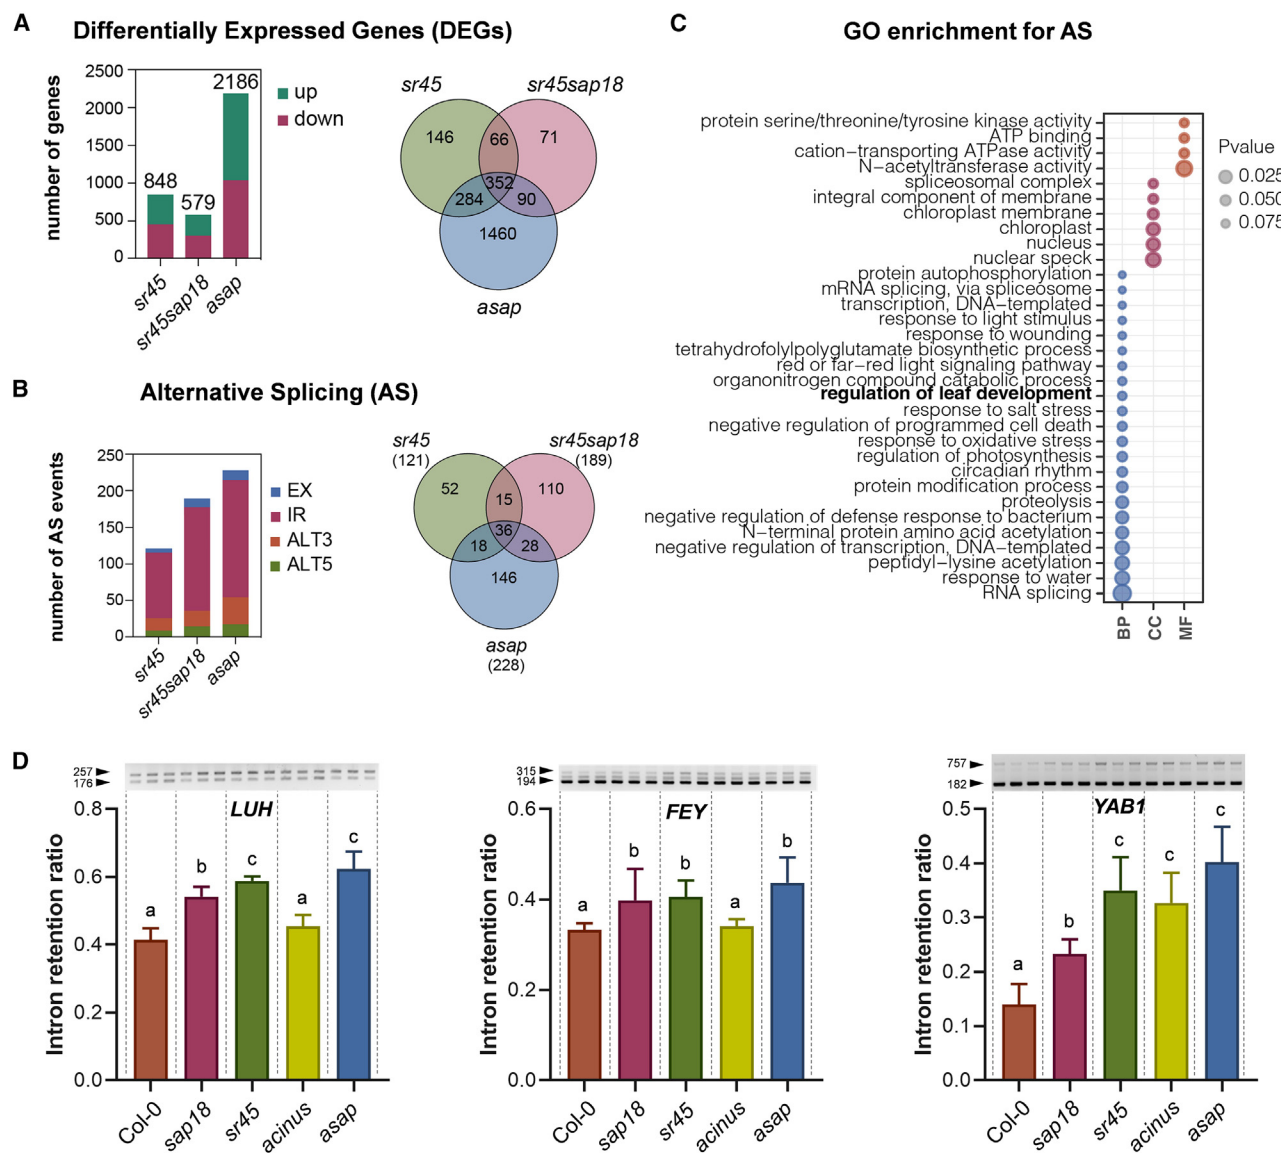 A
Differentially Expressed Genes (DEGs)
number of genes
2500
2000
1500
1000
500
0
848
579
2186
up
down
sr45
sr45sap18
asap
sr45
sr45sap18
146
66
71
352
284
90
1460
asap
B
Alternative Splicing (AS)
number of AS events
250
200
150
100
50
0
EX
IR
ALT3
ALT5
sr45
sr45sap18
asap
sr45
(121)
sr45sap18
(189)
52
15
110
36
18
28
146
asap
(228)
C
GO enrichment for AS
protein serine/threonine/tyrosine kinase activity
ATP binding
cation−transporting ATPase activity
N−acetyltransferase activity
spliceosomal complex
integral component of membrane
chloroplast membrane
chloroplast
nucleus
nuclear speck
protein autophosphorylation
mRNA splicing, via spliceosome
transcription, DNA−templated
response to light stimulus
response to wounding
tetrahydrofolylpolyglutamate biosynthetic process
red or far−red light signaling pathway
organonitrogen compound catabolic process
regulation of leaf development
response to salt stress
negative regulation of programmed cell death
response to oxidative stress
regulation of photosynthesis
circadian rhythm
protein modification process
proteolysis
negative regulation of defense response to bacterium
N−terminal protein amino acid acetylation
negative regulation of transcription, DNA−templated
peptidyl−lysine acetylation
response to water
RNA splicing
BP
CC
MF
Pvalue
0.025
0.050
0.075
D
257
176
LUH
Intron retention ratio
0.8
0.6
0.4
0.2
0.0
a
b
c
a
c
Col-0
sap18
sr45
acinus
asap
315
194
FEY
Intron retention ratio
0.6
0.4
0.2
0.0
a
b
b
a
b
Col-0
sap18
sr45
acinus
asap
757
182
YAB1
Intron retention ratio
0.5
0.4
0.3
0.2
0.1
0.0
a
b
c
c
c
Col-0
sap18
sr45
acinus
asap